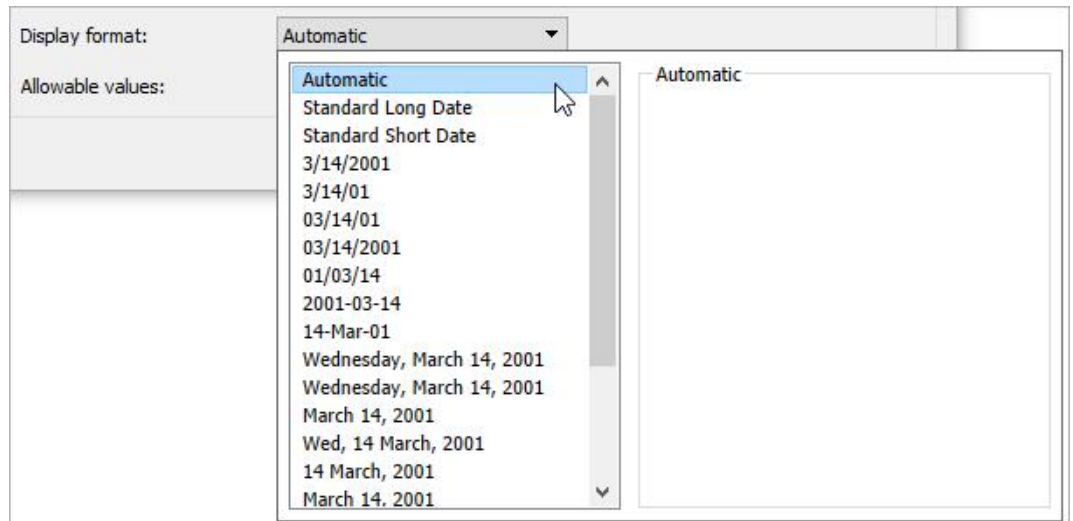 Display format:
Automatic
Allowable values:
Automatic
Standard Long Date
Standard Short Date
3/14/2001
3/14/01
03/14/01
03/14/2001
01/03/14
2001-03-14
14-Mar-01
Wednesday, March 14, 2001
Wednesday, March 14, 2001
March 14, 2001
Wed, 14 March, 2001
14 March, 2001
March 14, 2001
Automatic